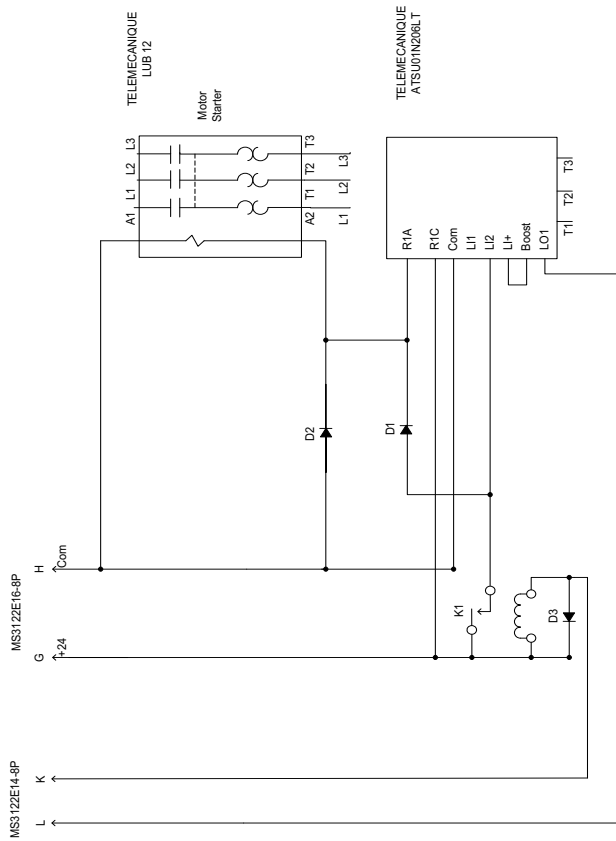 TELEMECANIQUE
LUB 12
Motor
Starter
A1 L1 L2 L3
A2 T1 T2 T3
L1 L2 L3
TELEMECANIQUE
ATSU01N206LT
R1A
R1C
Com
LI1
LI2
LI+
Boost
LO1
T1 T2 T3
D2
D1
K1
D3
MS3122E16-8P
H Com
G +24
MS3122E14-8P
K
L